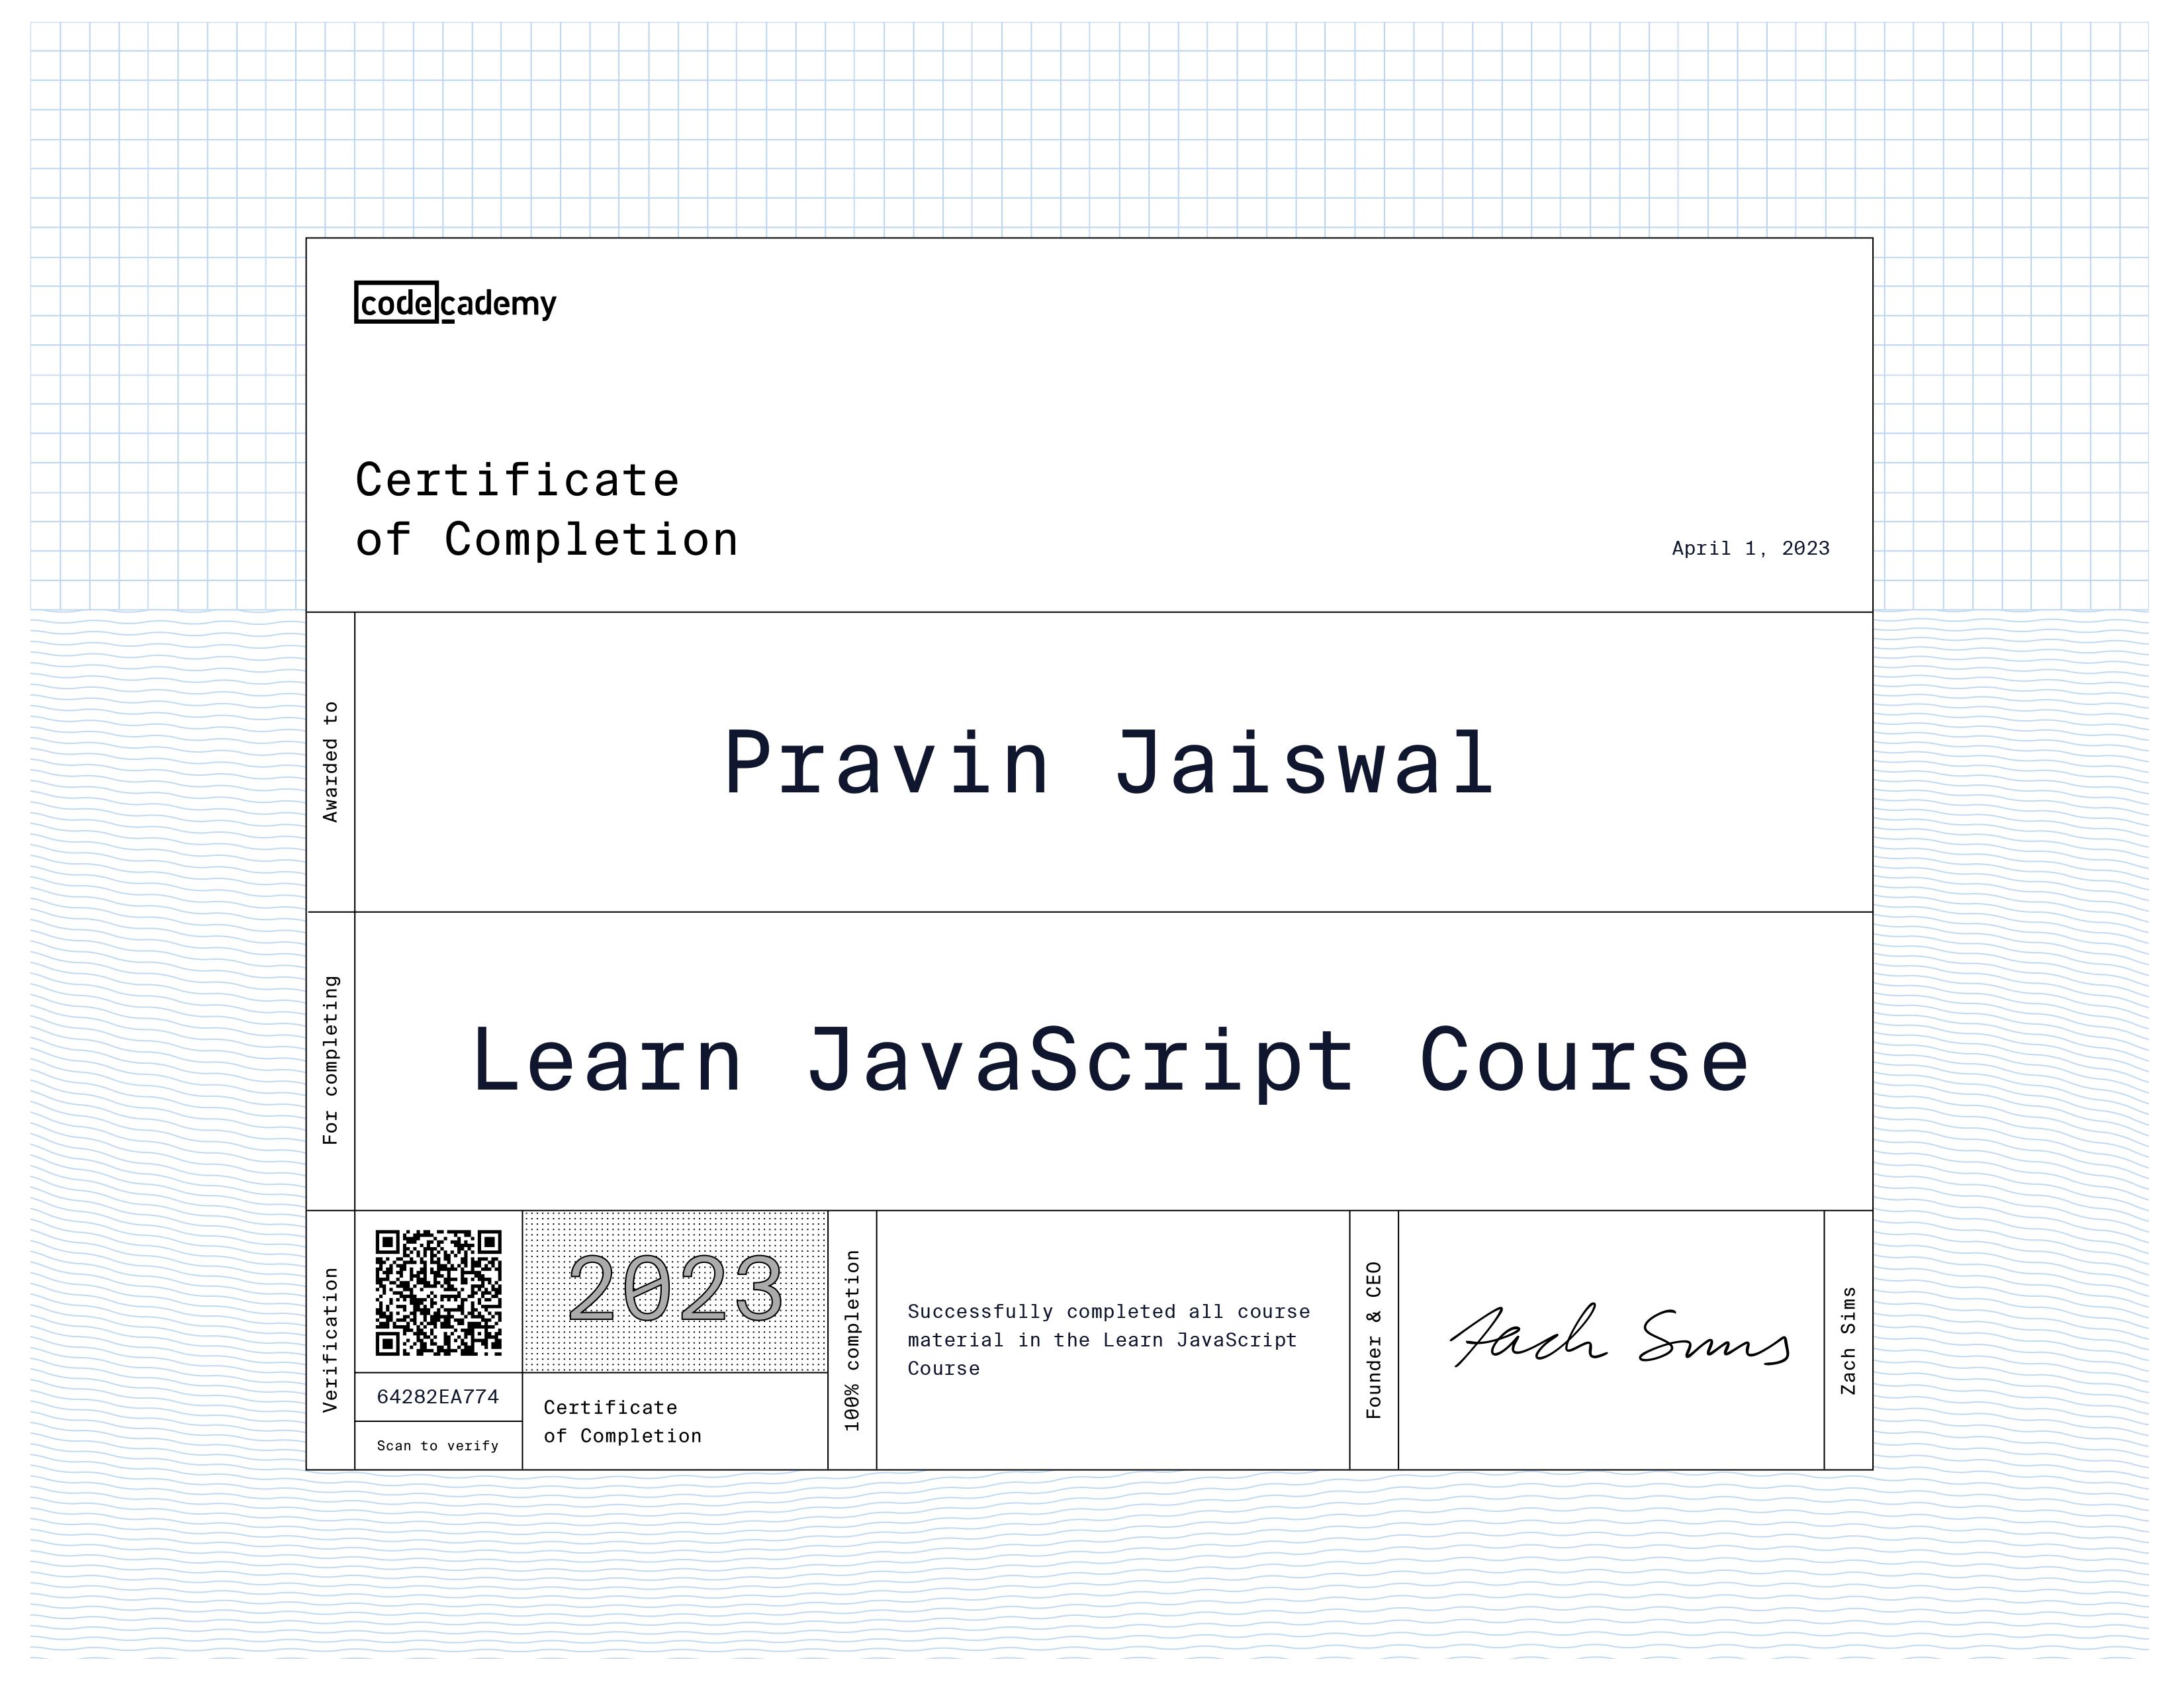 codecademy
Certificate
of Completion
April 1, 2023
Awarded to
Pravin Jaiswal
For completing
Learn JavaScript Course
Verification
64282EA774
Scan to verify
2023
Certificate
of Completion
100% completion
Successfully completed all course
material in the Learn JavaScript
Course
Founder & CEO
Zach Sims
Zach Sims